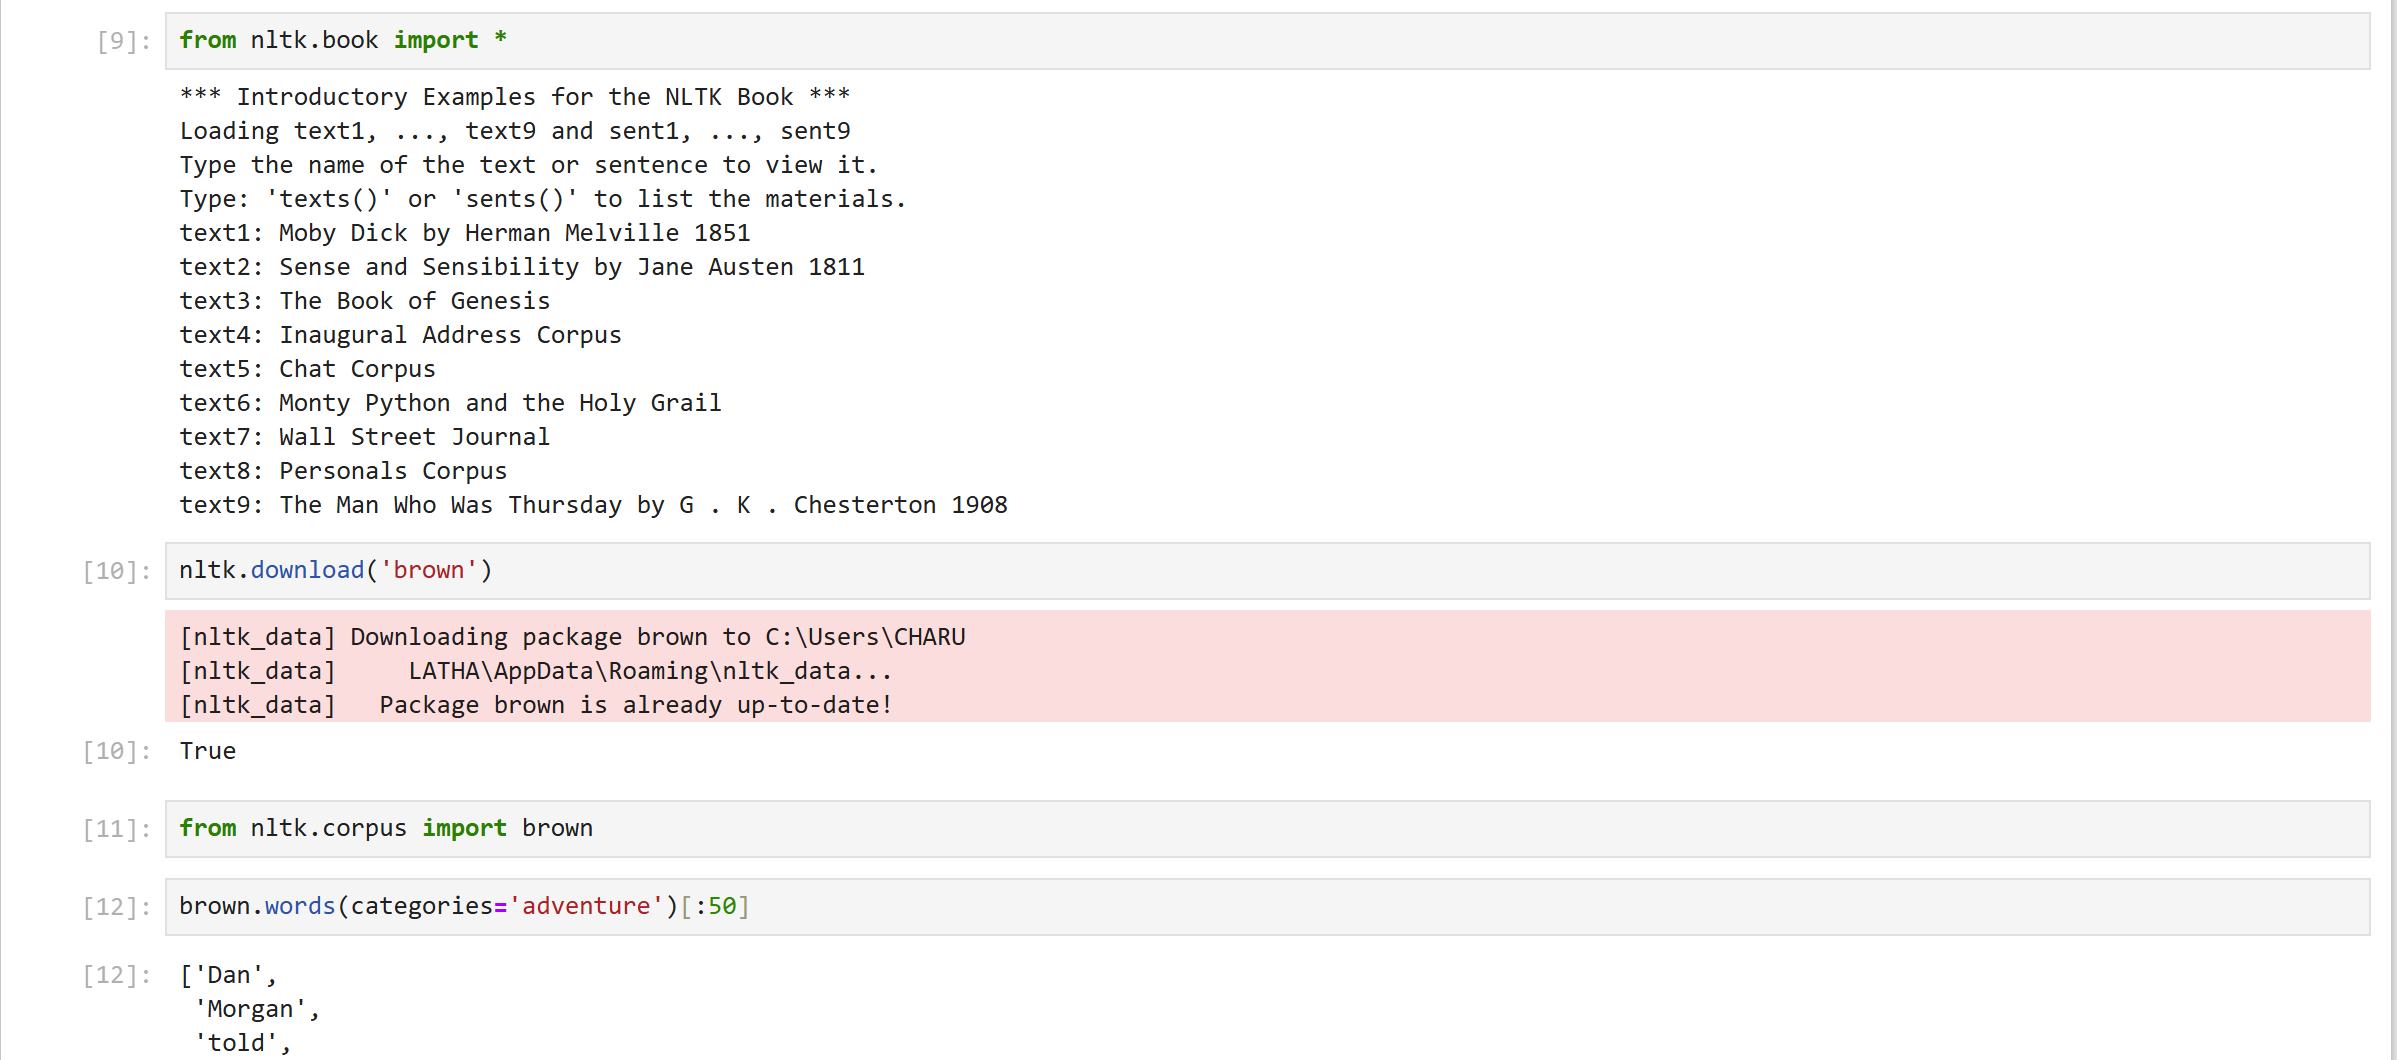 [9]: from nltk.book import *
*** Introductory Examples for the NLTK Book ***
Loading text1, ..., text9 and sent1, ..., sent9
Type the name of the text or sentence to view it.
Type: 'texts()' or 'sents()' to list the materials.
text1: Moby Dick by Herman Melville 1851
text2: Sense and Sensibility by Jane Austen 1811
text3: The Book of Genesis
text4: Inaugural Address Corpus
text5: Chat Corpus
text6: Monty Python and the Holy Grail
text7: Wall Street Journal
text8: Personals Corpus
text9: The Man Who Was Thursday by G . K . Chesterton 1908
[10]: nltk.download('brown')
[nltk_data] Downloading package brown to C:\Users\CHARU
[nltk_data]     LATHA\AppData\Roaming\nltk_data...
[nltk_data]   Package brown is already up-to-date!
[10]: True
[11]: from nltk.corpus import brown
[12]: brown.words(categories='adventure')[:50]
[12]: ['Dan',
'Morgan',
'told',